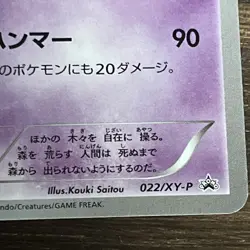 ハンマー 90
のポケモンにも20ダメージ。
ほかの 木々を 自在に 操る。
森を 荒らす 人間は 死ぬまで
森から 出られないようにするのだ。
Illus.Kouki Saitou 022/XY-P
ndo/Creatures/GAME FREAK.